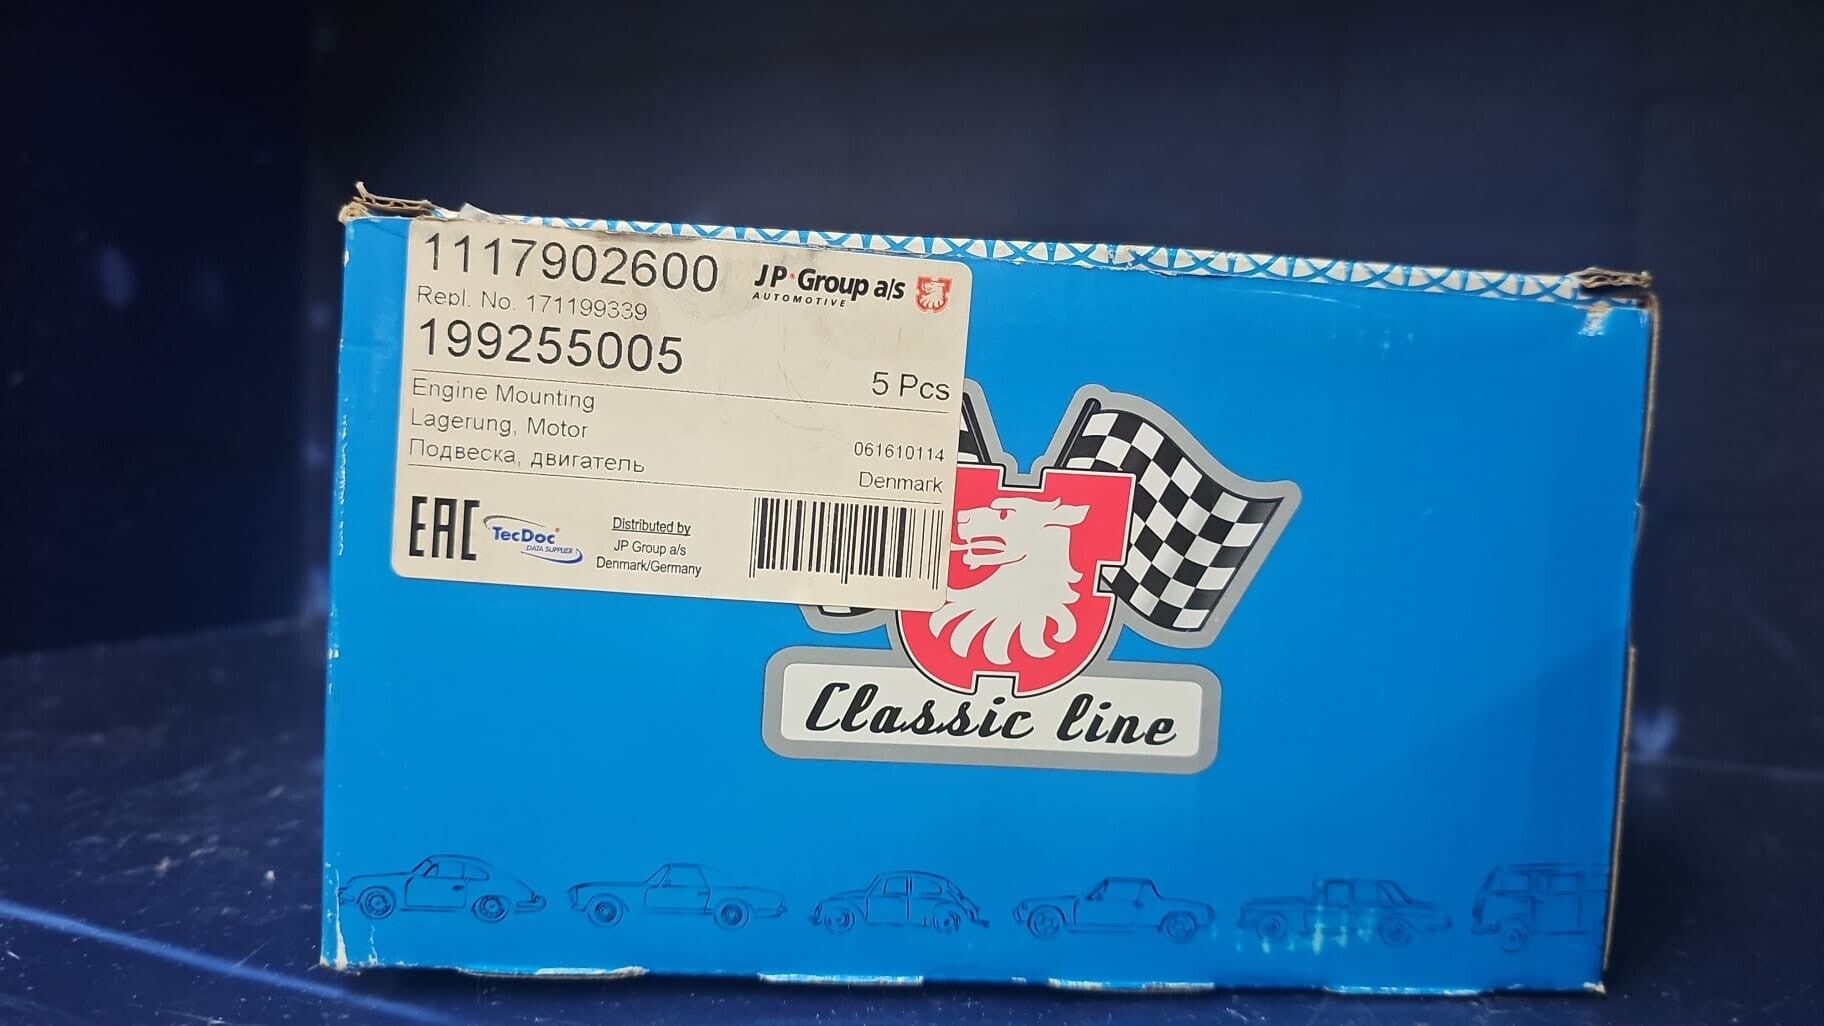 1117902600
JP Group a/s
AUTOMOTIVE
Repl. No. 171199339
199255005
5 Pcs
Engine Mounting
Lagerung, Motor
Подвеска, двигатель
061610114
Denmark
EAC
TecDoc
DATA SUPPLIER
Distributed by
JP Group a/s
Denmark/Germany
Classic line